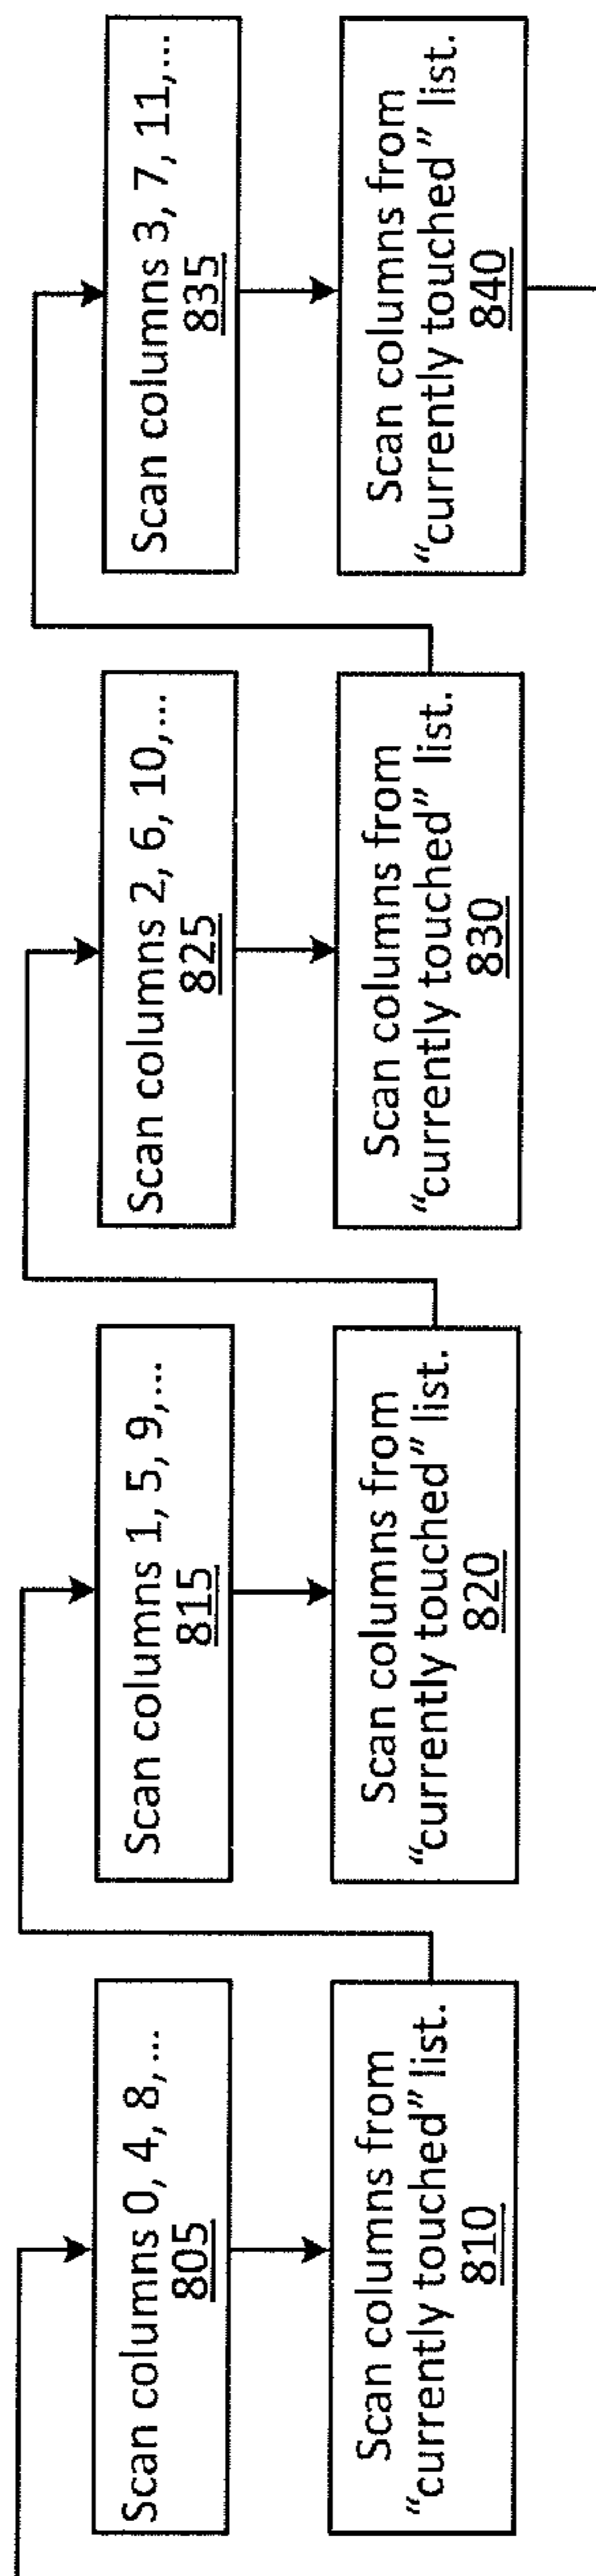 Scan columns 0, 4, 8,...
805
Scan columns from
“currently touched” list.
810
Scan columns 1, 5, 9,...
815
Scan columns from
“currently touched” list.
820
Scan columns 2, 6, 10,...
825
Scan columns from
“currently touched” list.
830
Scan columns 3, 7, 11,...
835
Scan columns from
“currently touched” list.
840